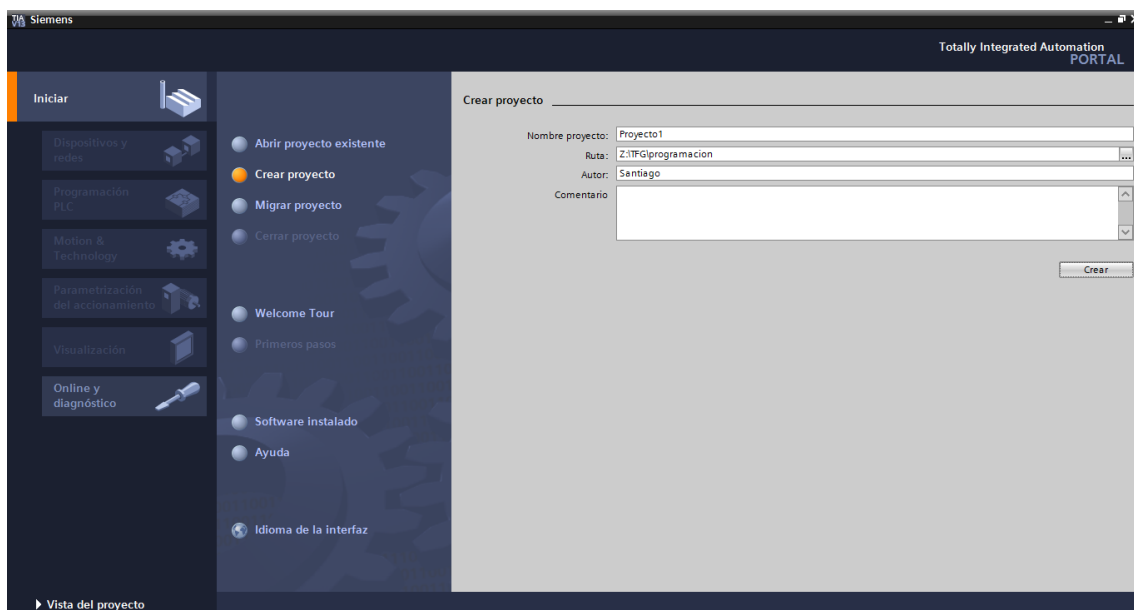 TIA V13 Siemens
Totally Integrated Automation
PORTAL
Iniciar
Dispositivos y
redes
Programación
PLC
Motion &
Technology
Parametrización
del accionamiento
Visualización
Online y
diagnóstico
Vista del proyecto
Abrir proyecto existente
Crear proyecto
Migrar proyecto
Cerrar proyecto
Welcome Tour
Primeros pasos
Software instalado
Ayuda
Idioma de la interfaz
Crear proyecto
Nombre proyecto: Proyecto1
Ruta: Z:\TFG\programacion ...
Autor: Santiago
Comentario
Crear